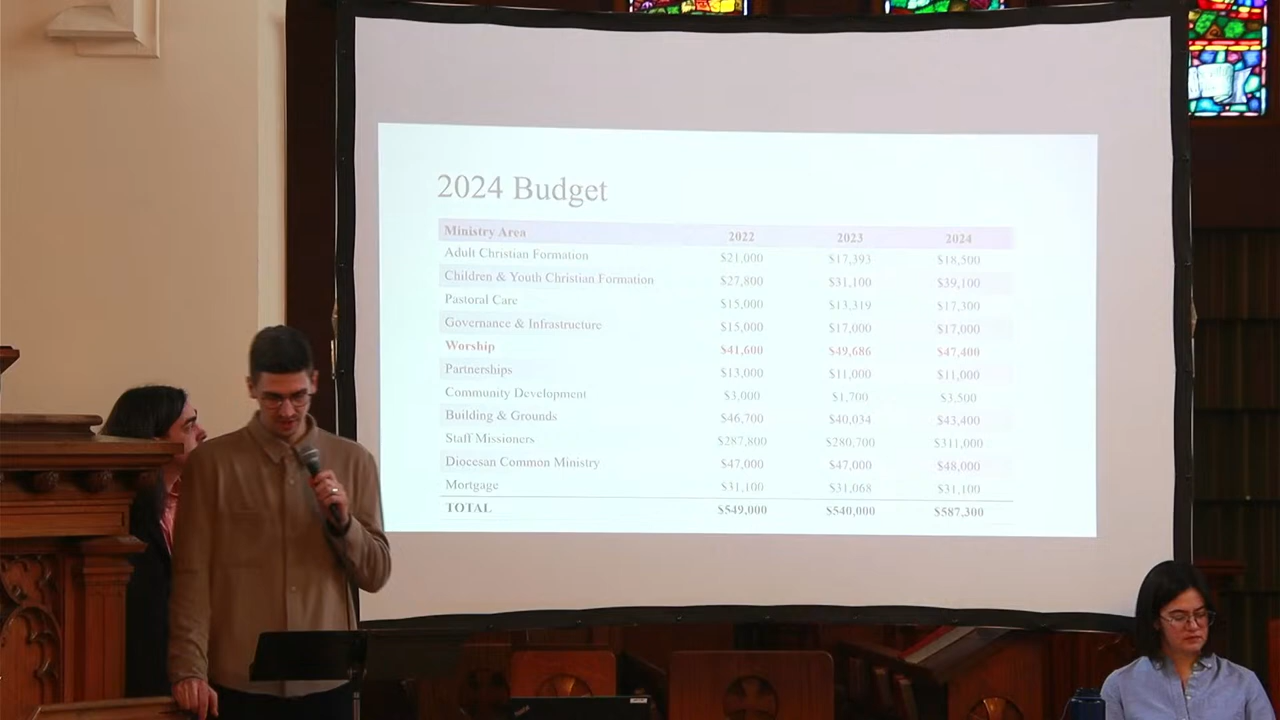 2024 Budget
Ministry Area 2022 2023 2024
Adult Christian Formation $21,000 $17,393 $18,500
Children & Youth Christian Formation $27,800 $31,100 $39,100
Pastoral Care $15,000 $13,319 $17,300
Governance & Infrastructure $15,000 $17,000 $17,000
Worship $41,600 $49,686 $47,400
Partnerships $13,000 $11,000 $11,000
Community Development $3,000 $1,700 $3,500
Building & Grounds $46,700 $40,034 $43,400
Staff Missioners $287,800 $280,700 $311,000
Diocesan Common Ministry $47,000 $47,000 $48,000
Mortgage $31,100 $31,068 $31,100
TOTAL $549,000 $540,000 $587,300